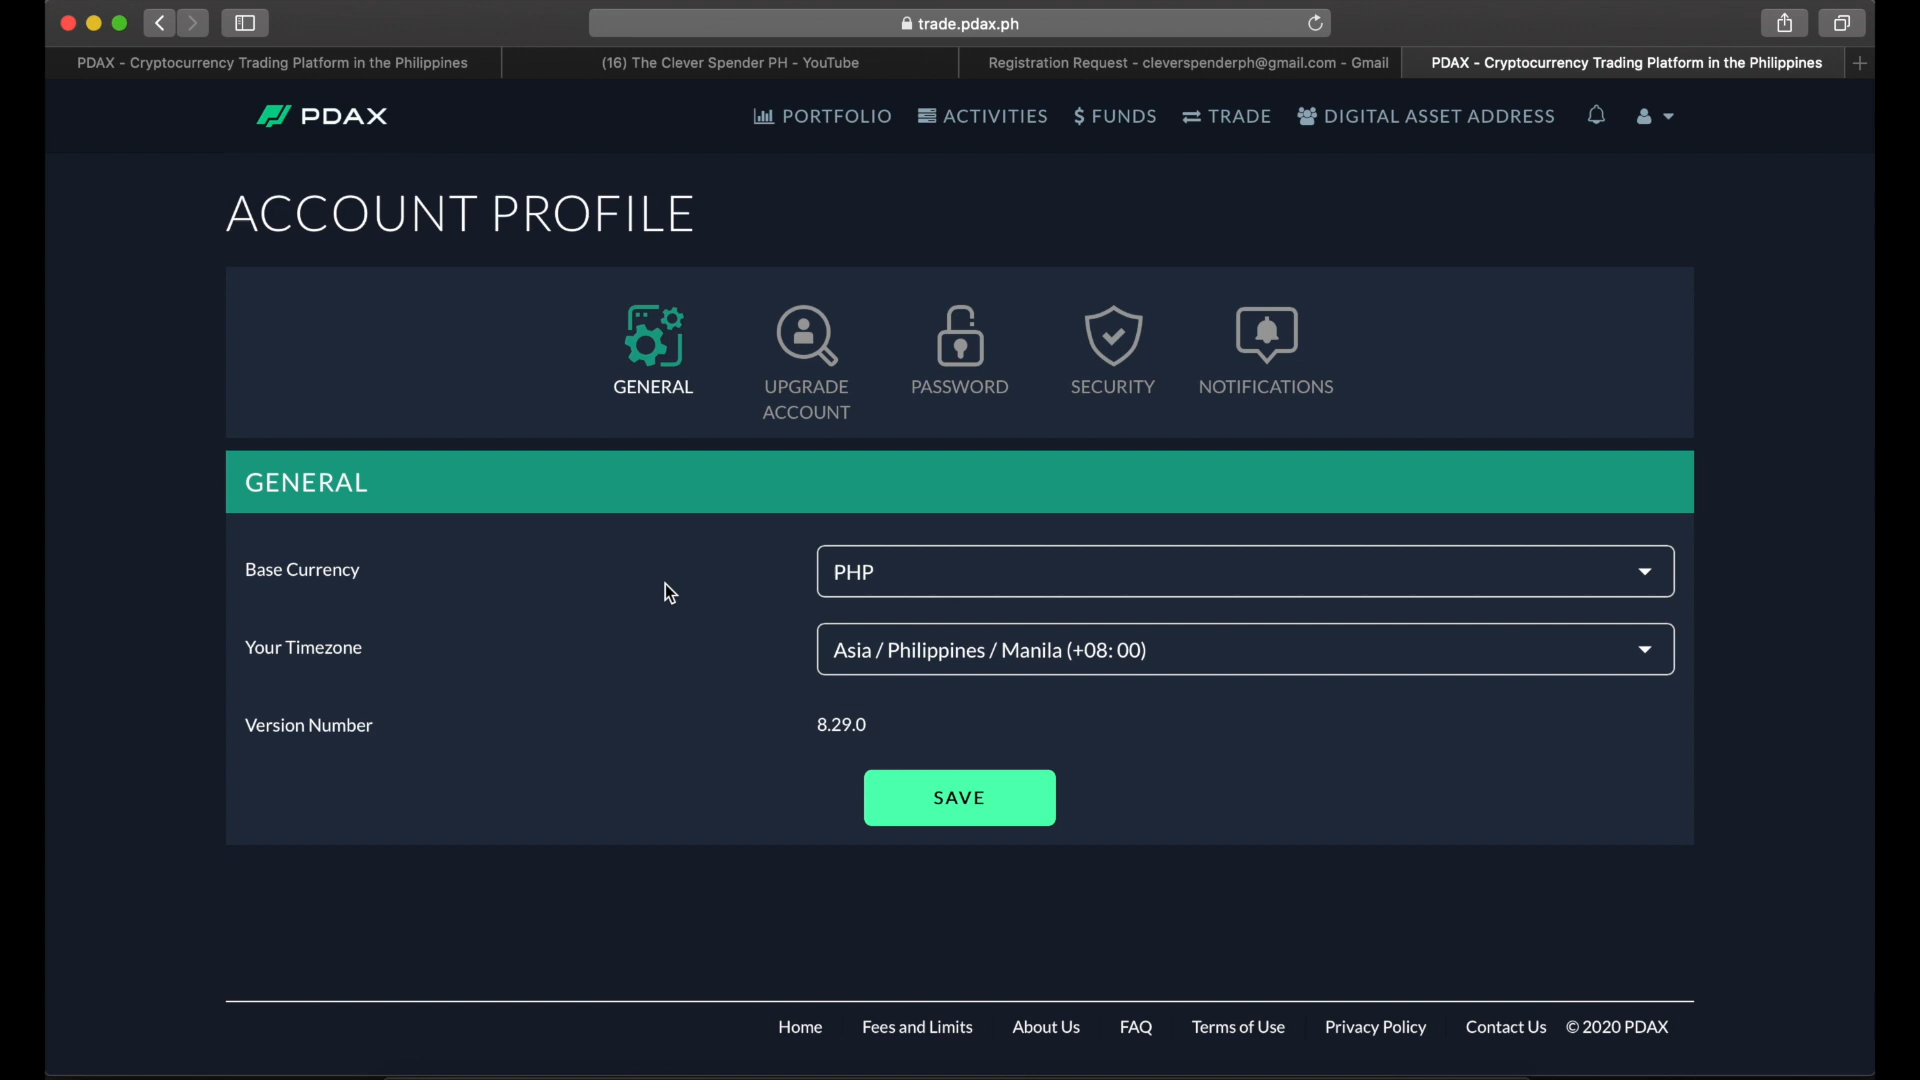 trade.pdax.ph
PDAX - Cryptocurrency Trading Platform in the Philippines
(16) The Clever Spender PH - YouTube
Registration Request - cleverspenderph@gmail.com - Gmail
PDAX - Cryptocurrency Trading Platform in the Philippines
PDAX
PORTFOLIO
ACTIVITIES
$ FUNDS
TRADE
DIGITAL ASSET ADDRESS
ACCOUNT PROFILE
GENERAL
UPGRADE
ACCOUNT
PASSWORD
SECURITY
NOTIFICATIONS
GENERAL
Base Currency
PHP
Your Timezone
Asia / Philippines / Manila (+08: 00)
Version Number
8.29.0
SAVE
Home
Fees and Limits
About Us
FAQ
Terms of Use
Privacy Policy
Contact Us
© 2020 PDAX